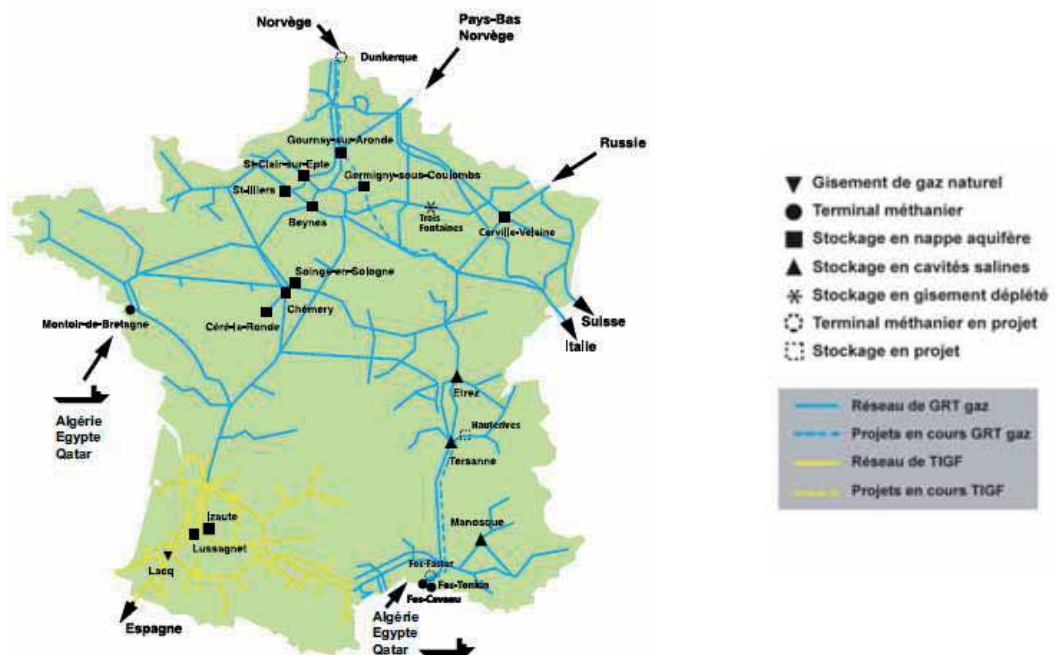 Norvège
Pays-Bas
Norvège
Dunkerque
Russie
Gournay-sur-Aronde
St-Clair-sur-Epte
Germigny-sous-Coulombs
St-Illiers
Beynes
Trois
Fontaines
Cerville-Velaine
Soings-en-Sologne
Chémery
Céré-la-Ronde
Montoir-de-Bretagne
Suisse
Italie
Algérie
Egypte
Qatar
Etrez
Hauterives
Tersanne
Izaute
Lussagnet
Lacq
Manosque
Fos-Faster
Fos-Tonkin
Fos-Cavaou
Espagne
Algérie
Egypte
Qatar
Gisement de gaz naturel
Terminal méthanier
Stockage en nappe aquifère
Stockage en cavités salines
Stockage en gisement déplété
Terminal méthanier en projet
Stockage en projet
Réseau de GRT gaz
Projets en cours GRT gaz
Réseau de TIGF
Projets en cours TIGF